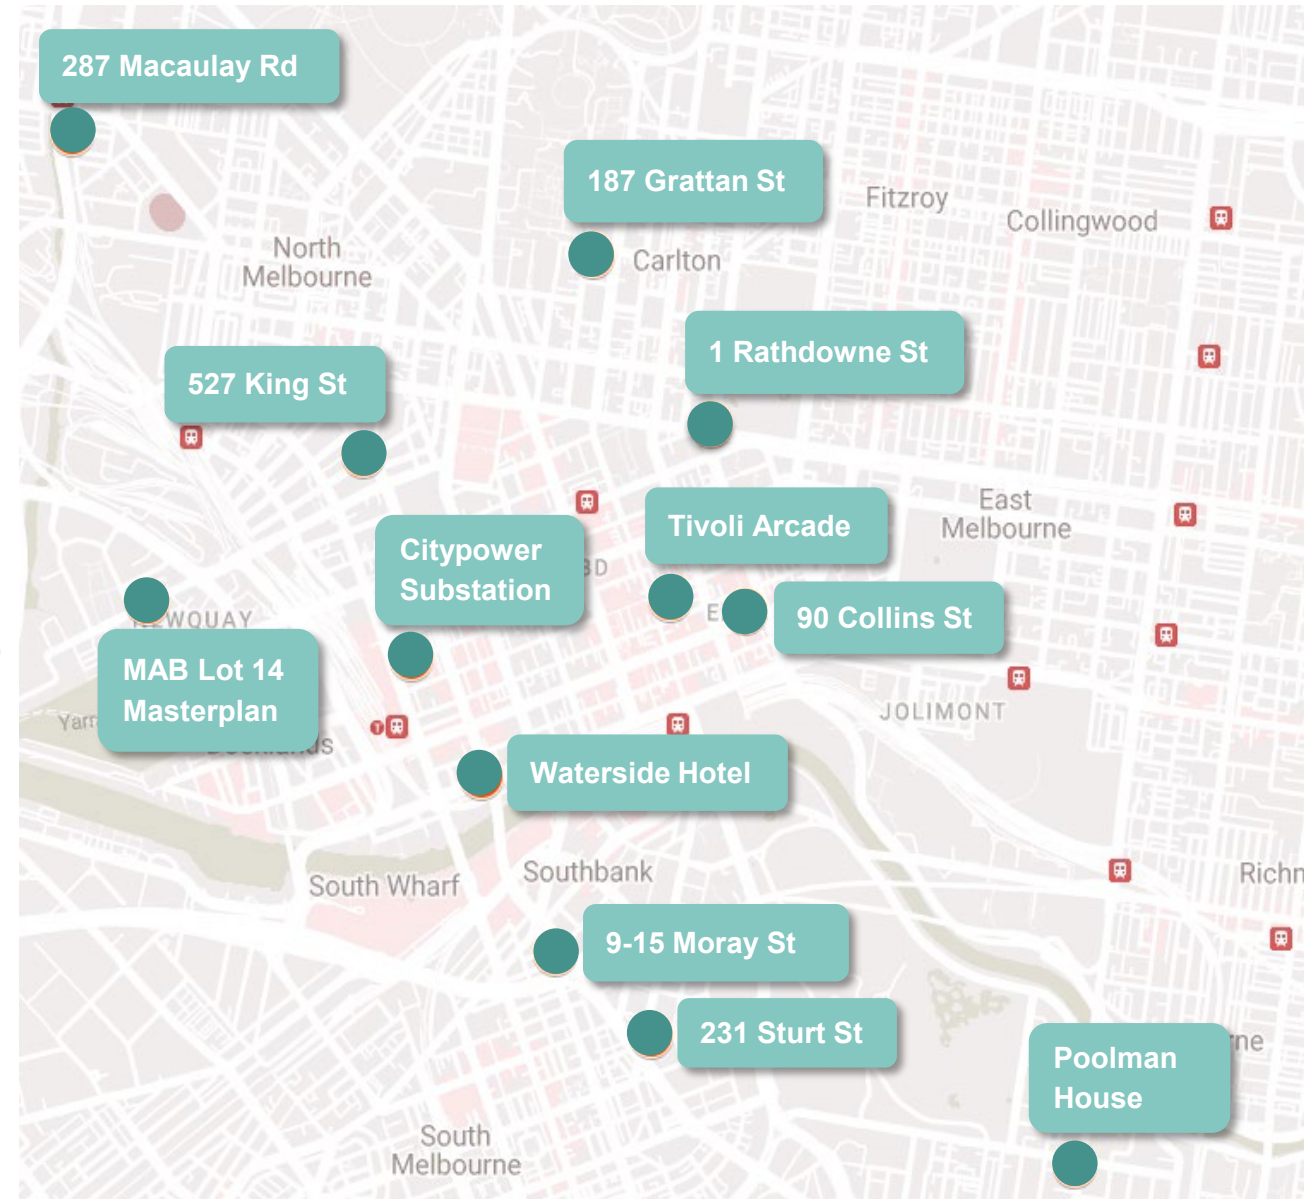 287 Macaulay Rd
187 Grattan St
Fitzroy
Collingwood
North
Melbourne
Carlton
1 Rathdowne St
527 King St
East
Melbourne
Tivoli Arcade
Citypower
Substation
90 Collins St
MAB Lot 14
Masterplan
JOLIMONT
Waterside Hotel
Southbank
South Wharf
9-15 Moray St
231 Sturt St
Poolman
House
South
Melbourne